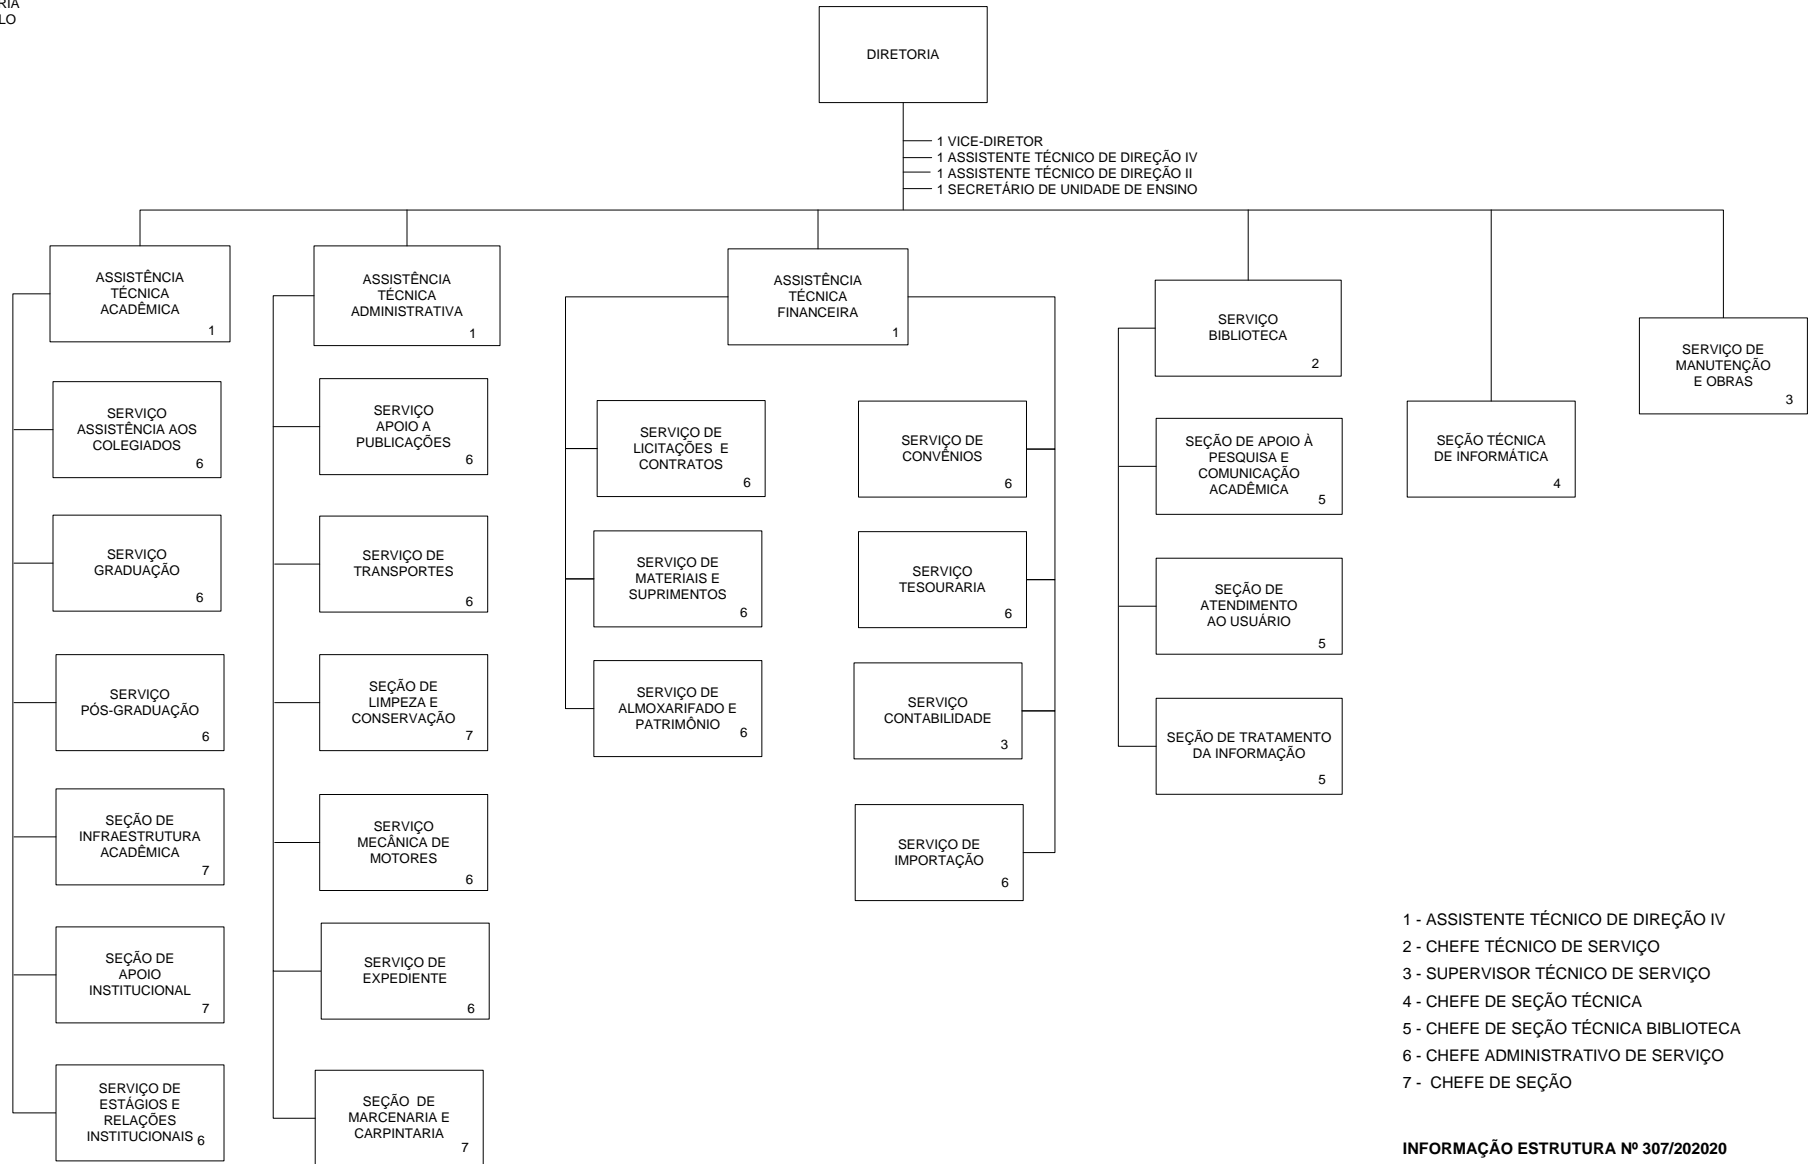 RIA
LO
DIRETORIA
1 VICE-DIRETOR
1 ASSISTENTE TÉCNICO DE DIREÇÃO IV
1 ASSISTENTE TÉCNICO DE DIREÇÃO II
1 SECRETÁRIO DE UNIDADE DE ENSINO
ASSISTÊNCIA
TÉCNICA
ACADÊMICA
1
SERVIÇO
ASSISTÊNCIA AOS
COLEGIADOS
6
SERVIÇO
GRADUAÇÃO
6
SERVIÇO
PÓS-GRADUAÇÃO
6
SEÇÃO DE
INFRAESTRUTURA
ACADÊMICA
7
SEÇÃO DE
APOIO
INSTITUCIONAL
7
SERVIÇO DE
ESTÁGIOS E
RELAÇÕES
INSTITUCIONAIS 6
ASSISTÊNCIA
TÉCNICA
ADMINISTRATIVA
1
SERVIÇO
APOIO A
PUBLICAÇÕES
6
SERVIÇO DE
TRANSPORTES
6
SEÇÃO DE
LIMPEZA E
CONSERVAÇÃO
7
SERVIÇO
MECÂNICA DE
MOTORES
6
SERVIÇO DE
EXPEDIENTE
6
SEÇÃO DE
MARCENARIA E
CARPINTARIA
7
ASSISTÊNCIA
TÉCNICA
FINANCEIRA
1
SERVIÇO DE
LICITAÇÕES E
CONTRATOS
6
SERVIÇO DE
MATERIAIS E
SUPRIMENTOS
6
SERVIÇO DE
ALMOXARIFADO E
PATRIMÔNIO
6
SERVIÇO DE
CONVÊNIOS
6
SERVIÇO
TESOURARIA
6
SERVIÇO
CONTABILIDADE
3
SERVIÇO DE
IMPORTAÇÃO
6
SERVIÇO
BIBLIOTECA
2
SEÇÃO DE APOIO À
PESQUISA E
COMUNICAÇÃO
ACADÊMICA
5
SEÇÃO DE
ATENDIMENTO
AO USUÁRIO
5
SEÇÃO DE TRATAMENTO
DA INFORMAÇÃO
5
SEÇÃO TÉCNICA
DE INFORMÁTICA
4
SERVIÇO DE
MANUTENÇÃO
E OBRAS
3
1 - ASSISTENTE TÉCNICO DE DIREÇÃO IV
2 - CHEFE TÉCNICO DE SERVIÇO
3 - SUPERVISOR TÉCNICO DE SERVIÇO
4 - CHEFE DE SEÇÃO TÉCNICA
5 - CHEFE DE SEÇÃO TÉCNICA BIBLIOTECA
6 - CHEFE ADMINISTRATIVO DE SERVIÇO
7 - CHEFE DE SEÇÃO
INFORMAÇÃO ESTRUTURA Nº 307/202020